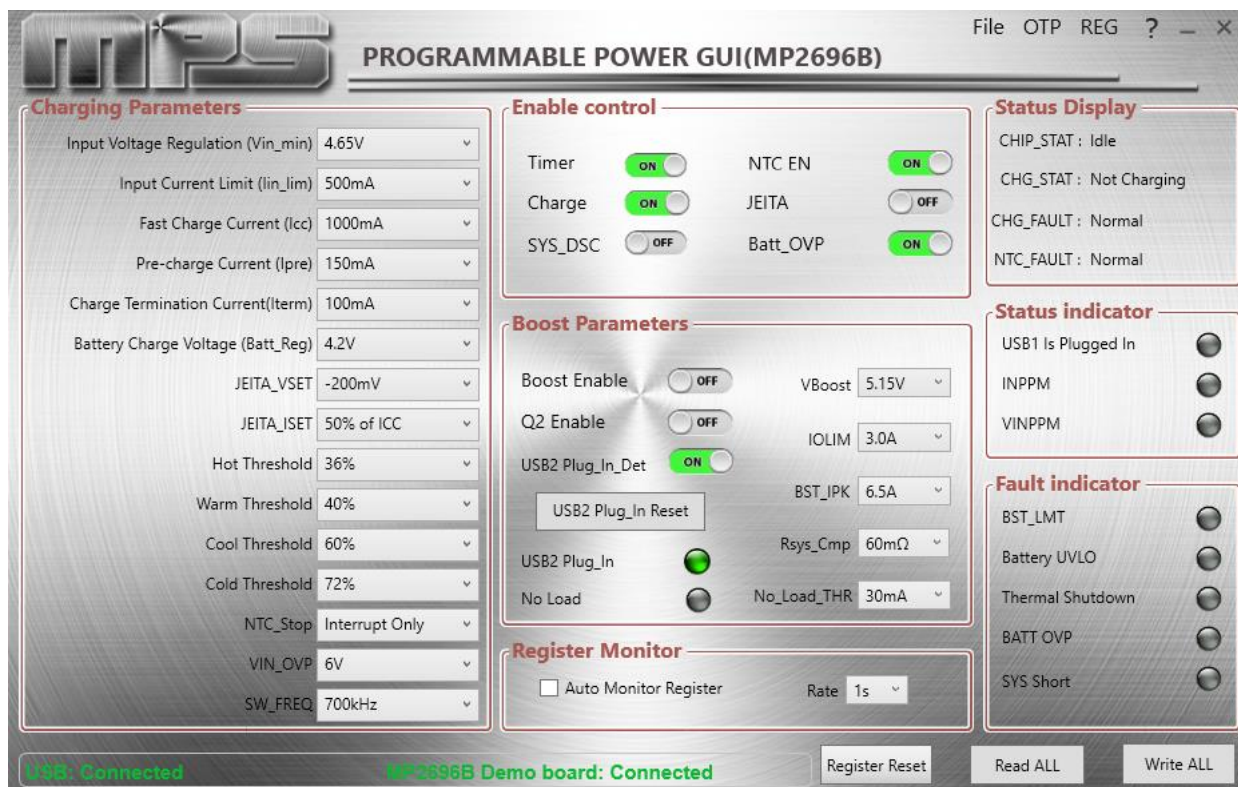 MPS
File OTP REG ? – ×
PROGRAMMABLE POWER GUI(MP2696B)
Charging Parameters
Input Voltage Regulation (Vin_min) 4.65V
Input Current Limit (Iin_lim) 500mA
Fast Charge Current (Icc) 1000mA
Pre-charge Current (Ipre) 150mA
Charge Termination Current(Iterm) 100mA
Battery Charge Voltage (Batt_Reg) 4.2V
JEITA_VSET -200mV
JEITA_ISET 50% of ICC
Hot Threshold 36%
Warm Threshold 40%
Cool Threshold 60%
Cold Threshold 72%
NTC_Stop Interrupt Only
VIN_OVP 6V
SW_FREQ 700kHz
Enable control
Timer ON NTC EN ON
Charge ON JEITA OFF
SYS_DSC OFF Batt_OVP ON
Boost Parameters
Boost Enable OFF VBoost 5.15V
Q2 Enable OFF IOLIM 3.0A
USB2 Plug_In_Det ON BST_IPK 6.5A
USB2 Plug_In Reset
Rsys_Cmp 60mΩ
USB2 Plug_In
No Load No_Load_THR 30mA
Register Monitor
Auto Monitor Register Rate 1s
Status Display
CHIP_STAT : Idle
CHG_STAT : Not Charging
CHG_FAULT : Normal
NTC_FAULT : Normal
Status indicator
USB1 Is Plugged In
INPPM
VINPPM
Fault indicator
BST_LMT
Battery UVLO
Thermal Shutdown
BATT OVP
SYS Short
USB: Connected MP2696B Demo board: Connected
Register Reset Read ALL Write ALL